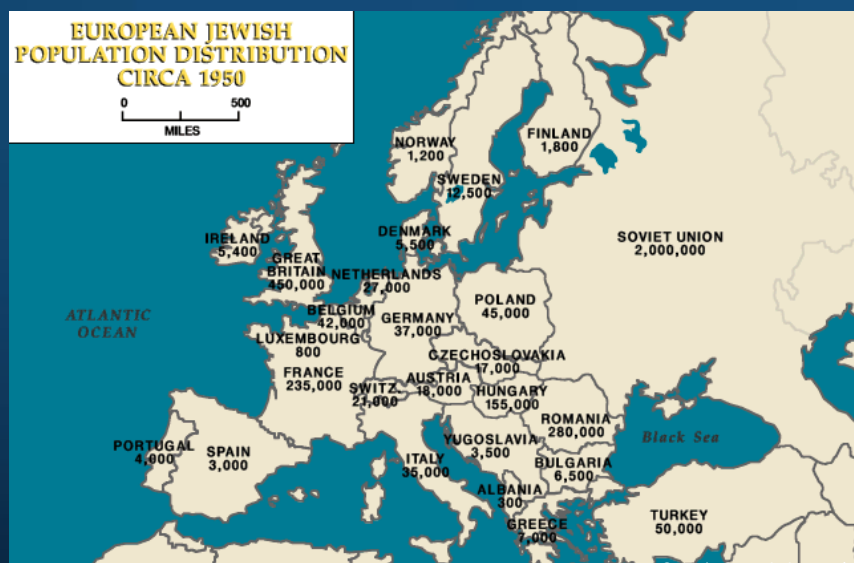 EUROPEAN JEWISH
POPULATION DISTRIBUTION
CIRCA 1950
0 500
MILES
NORWAY
1,200
FINLAND
1,800
SWEDEN
12,500
DENMARK
5,500
IRELAND
5,400
GREAT
BRITAIN
450,000
SOVIET UNION
2,000,000
NETHERLANDS
27,000
POLAND
45,000
BELGIUM
42,000
GERMANY
37,000
ATLANTIC
OCEAN
LUXEMBOURG
800
CZECHOSLOVAKIA
17,000
FRANCE
235,000
SWITZ.
21,000
AUSTRIA
18,000
HUNGARY
155,000
ROMANIA
280,000
Black Sea
PORTUGAL
4,000
SPAIN
3,000
ITALY
35,000
YUGOSLAVIA
3,500
BULGARIA
6,500
ALBANIA
300
GREECE
7,000
TURKEY
50,000